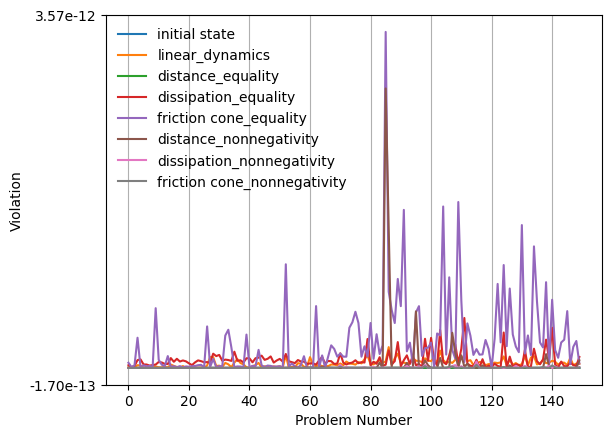 3.57e-12
initial state
linear_dynamics
distance_equality
dissipation_equality
friction cone_equality
distance_nonnegativity
dissipation_nonnegativity
friction cone_nonnegativity
Violation
-1.70e-13
0 20 40 60 80 100 120 140
Problem Number